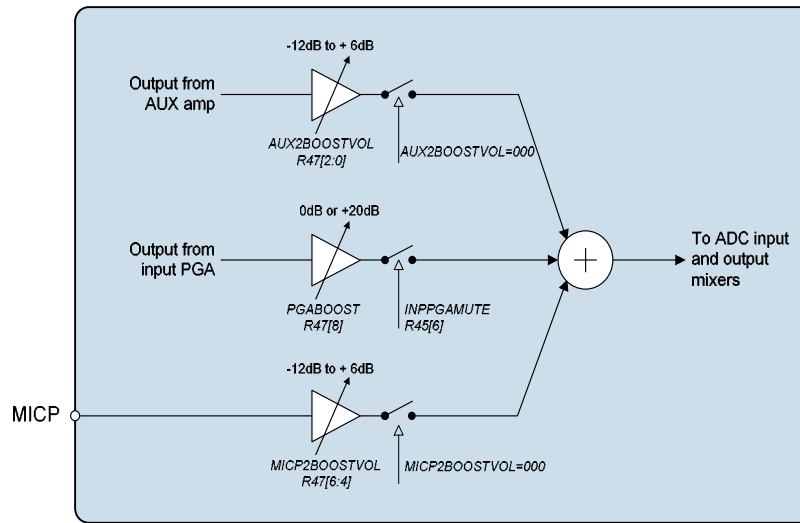 -12dB to + 6dB
Output from
AUX amp
AUX2BOOSTVOL
R47[2:0]
AUX2BOOSTVOL=000
0dB or +20dB
Output from
input PGA
PGABOOST
R47[8]
INPPGAMUTE
R45[6]
+
To ADC input
and output
mixers
-12dB to + 6dB
MICP
MICP2BOOSTVOL
R47[6:4]
MICP2BOOSTVOL=000